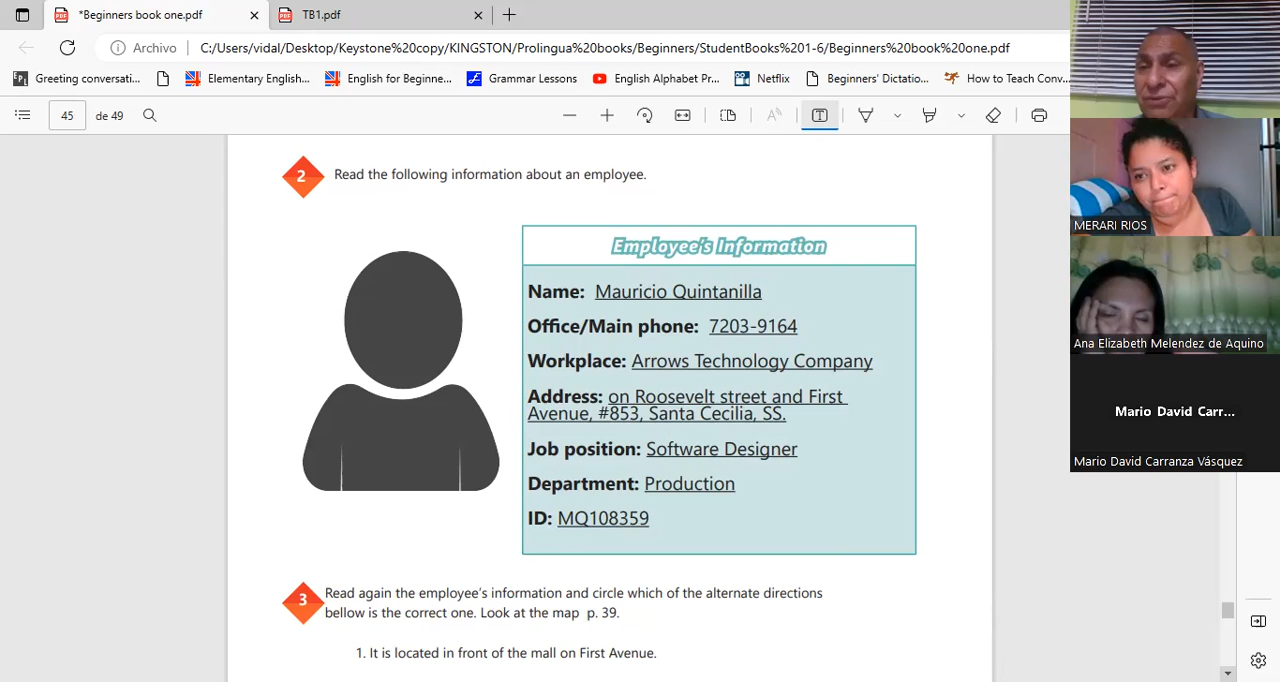 *Beginners book one.pdf
TB1.pdf
Archivo
C:/Users/vidal/Desktop/Keystone%20copy/KINGSTON/Prolingua%20books/Beginners/StudentBooks%201-6/Beginners%20book%20one.pdf
Greeting conversati...
Elementary English...
English for Beginne...
Grammar Lessons
English Alphabet Pr...
Netflix
Beginners' Dictatio...
How to Teach Conv...
45 de 49
2 Read the following information about an employee.
Employee's Information
Name: Mauricio Quintanilla
Office/Main phone: 7203-9164
Workplace: Arrows Technology Company
Address: on Roosevelt street and First
Avenue, #853, Santa Cecilia, SS.
Job position: Software Designer
Department: Production
ID: MQ108359
3 Read again the employee's information and circle which of the alternate directions
bellow is the correct one. Look at the map p. 39.
1. It is located in front of the mall on First Avenue.
MERARI RIOS
Ana Elizabeth Melendez de Aquino
Mario David Carr...
Mario David Carranza Vásquez